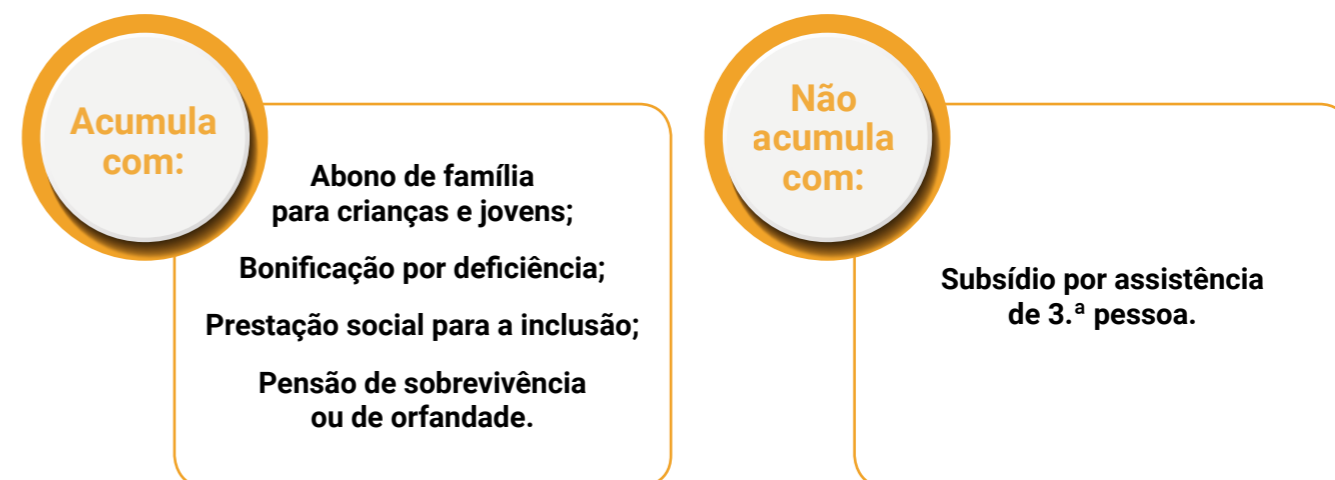 Acumula
com:
Abono de família
para crianças e jovens;
Bonificação por deficiência;
Prestação social para a inclusão;
Pensão de sobrevivência
ou de orfandade.
Não
acumula
com:
Subsídio por assistência
de 3.ª pessoa.